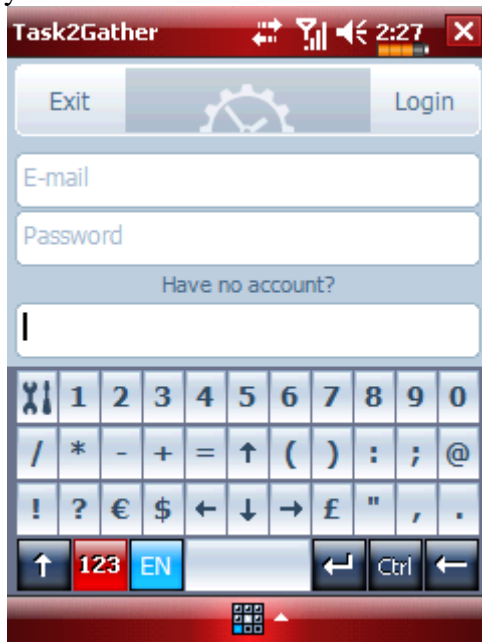 y
Task2Gather 2:27
Exit Login
E-mail
Password
Have no account?
1 2 3 4 5 6 7 8 9 0
/ * - + = ↑ ( ) : ; @
! ? € $ ← ↓ → £ " , .
↑ 123 EN ↵ Ctrl ←